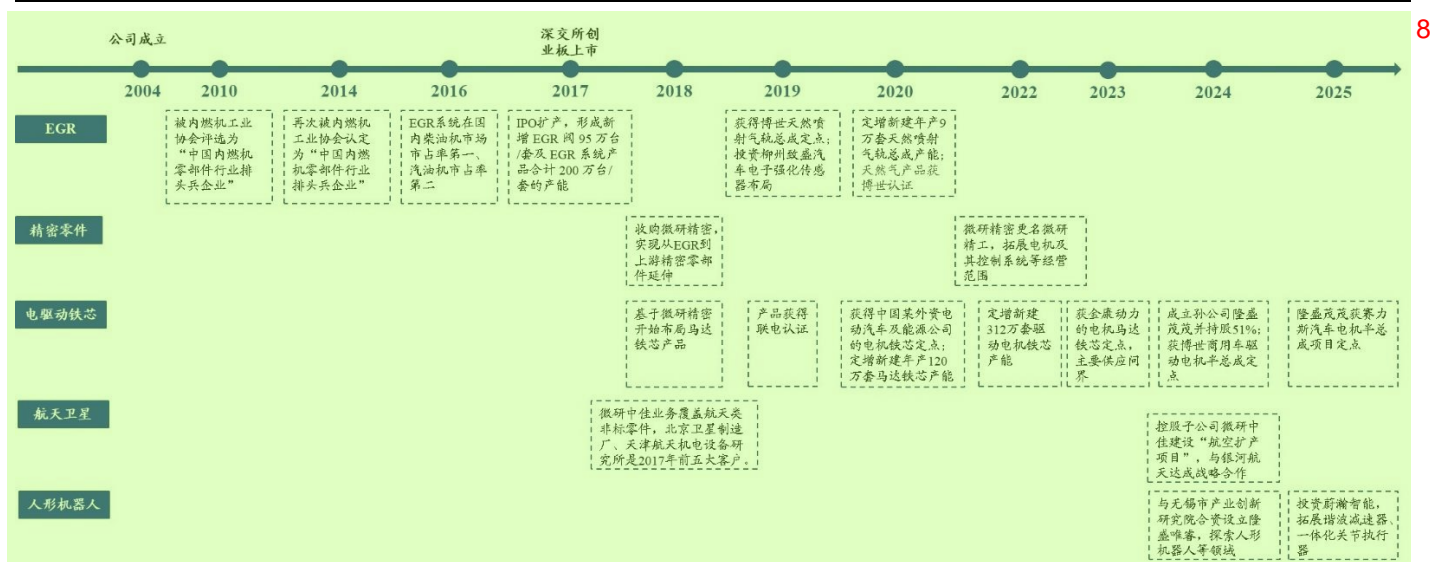 8
公司成立
深交所创
业板上市
2004
2010
2014
2016
2017
2018
2019
2020
2022
2023
2024
2025
EGR
被内燃机工业
协会评选为
“中国内燃机
零部件行业排
头兵企业”
再次被内燃机
工业协会认定
为“中国内燃
机零部件行业
排头兵企业”
EGR系统在国
内柴油机市场
市占率第一、
汽油机市占率
第二
IPO扩产，形成新
增 EGR 阀 95 万台
/套及 EGR 系统产
品合计 200 万台/
套的产能
获得博世天然喷
射气轨总成定点；
投资柳州致盛汽
车电子强化传感
器布局
定增新建年产9
万套天然喷射
气轨总成产能；
天然气产品获
博世认证
精密零件
收购微研精密，
实现从EGR到
上游精密零部
件延伸
微研精密更名微研
精工，拓展电机及
其控制系统等经营
范围
电驱动铁芯
基于微研精密
开始布局马达
铁芯产品
产品获得
联电认证
获得中国某外资电
动汽车及能源公司
的电机铁芯定点；
定增新建年产120
万套马达铁芯产能
定增新建
312万套驱
动电机铁芯
产能
获金康动力
的电机马达
铁芯定点，
主要供应问
界
成立孙公司隆盛
茂茂并持股51%；
获博世商用车驱
动电机半总成定
点
隆盛茂茂获赛力
斯汽车电机半总
成项目定点
航天卫星
微研中佳业务覆盖航天类
非标零件，北京卫星制造
厂、天津航天机电设备研
究所是2017年前五大客户。
控股子公司微研中
佳建设“航空扩产
项目”，与银河航
天达成战略合作
人形机器人
与无锡市产业创新
研究院合资设立隆
盛唯睿，探索人形
机器人等领域
投资蔚瀚智能，
拓展谐波减速器、
一体化关节执行
器